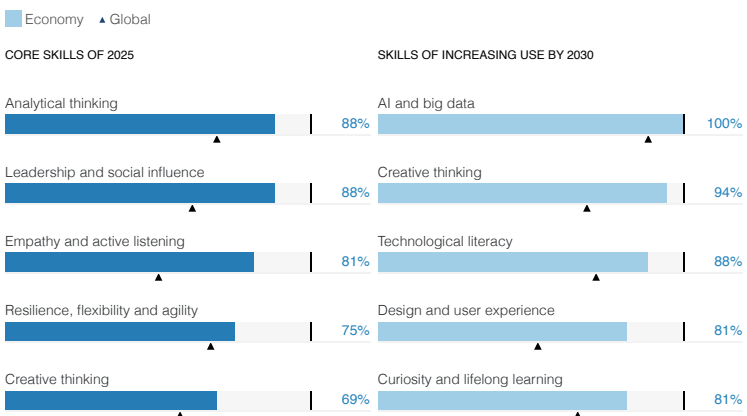 Economy Global
CORE SKILLS OF 2025
Analytical thinking
88%
Leadership and social influence
88%
Empathy and active listening
81%
Resilience, flexibility and agility
75%
Creative thinking
69%
SKILLS OF INCREASING USE BY 2030
AI and big data
100%
Creative thinking
94%
Technological literacy
88%
Design and user experience
81%
Curiosity and lifelong learning
81%